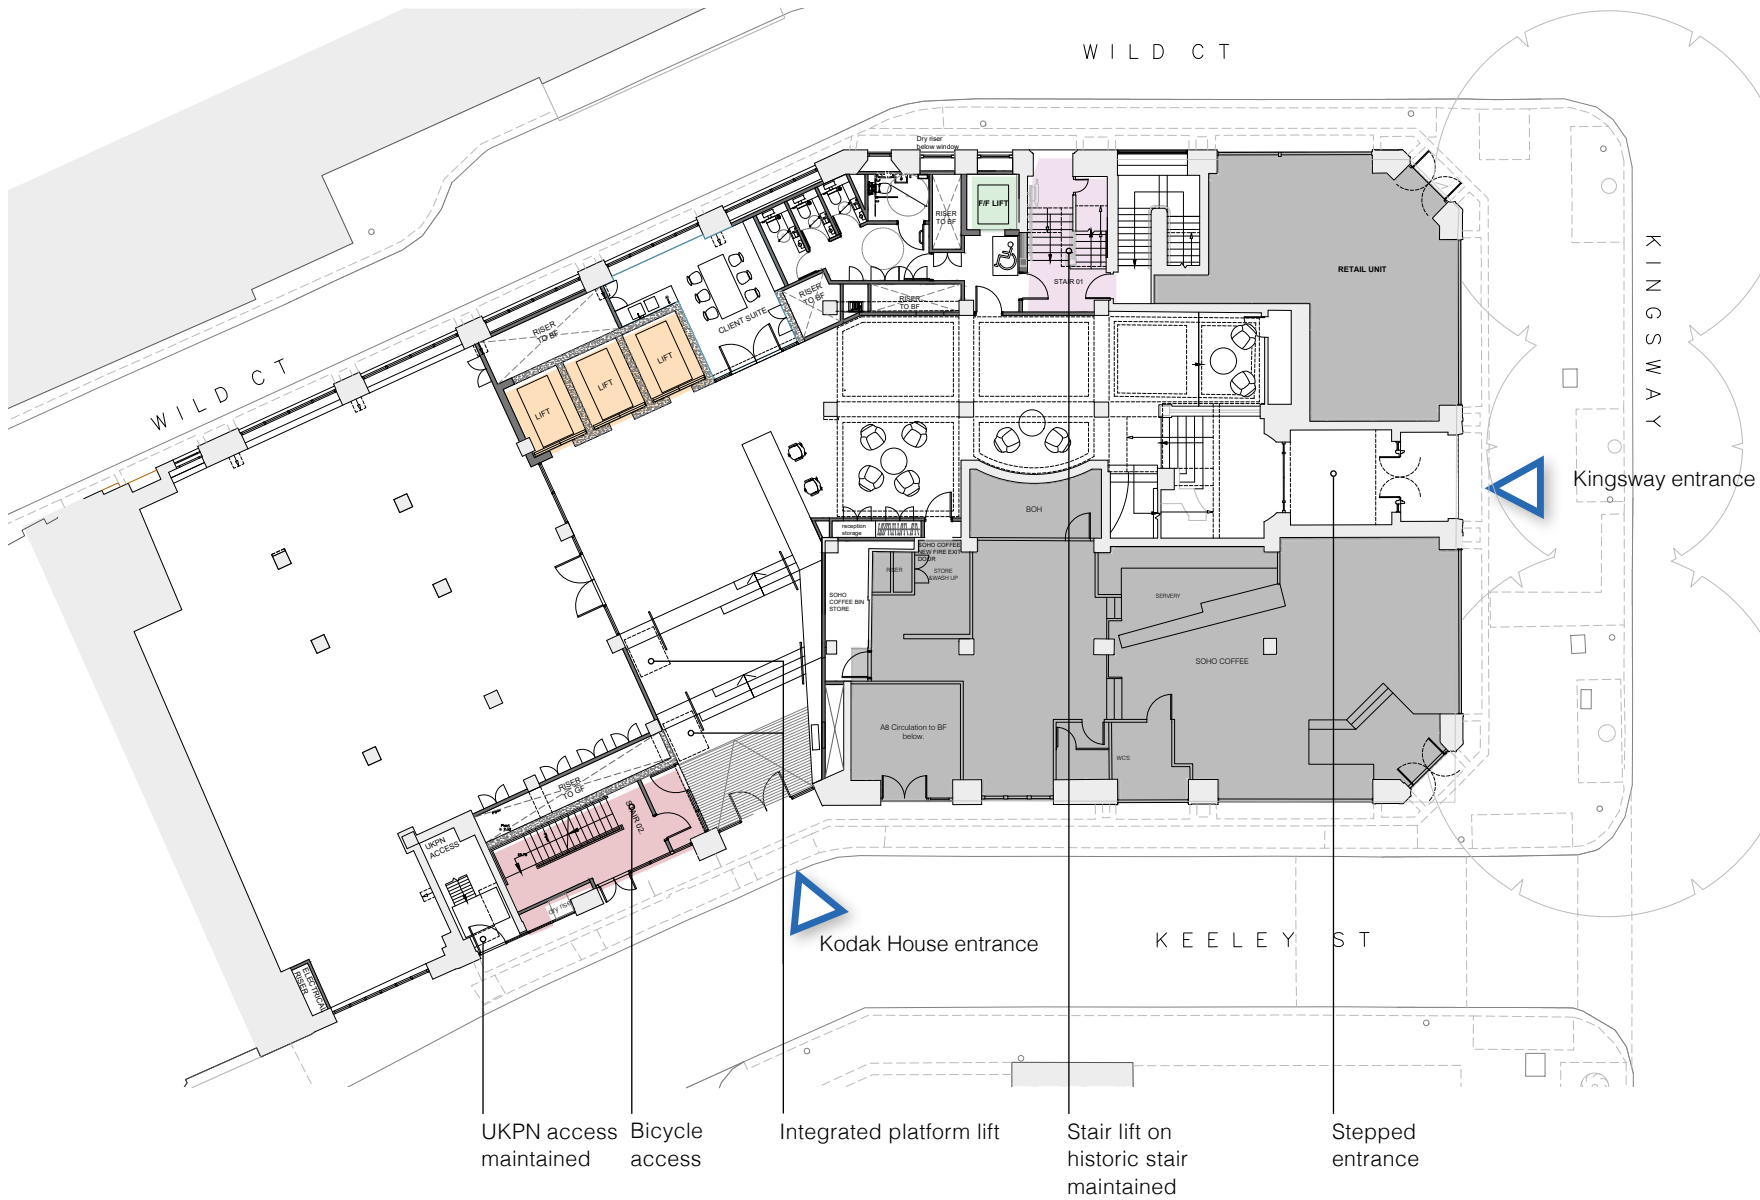 WILD CT
Dry riser
below window
F/F LIFT
RISER
TO BF
RETAIL UNIT
KINGSWAY
STAIR 01
RISER
TO BF
RISER
TO BF
CLIENT SUITE
RISER
TO BF
LIFT
LIFT
LIFT
WILD CT
Kingsway entrance
BOH
reception
storage
SOHO COFFEE
NEW FIRE EXIT
DOOR
RISER
STORE
&WASH UP
SOHO
COFFEE BIN
STORE
SERVERY
SOHO COFFEE
A8 Circulation to BF
below.
WCS
RISER
TO GF
STAIR 02.
UKPN
ACCESS
dry riser
ELECTRICAL
RISER
Kodak House entrance
KEELEY ST
UKPN access
maintained
Bicycle
access
Integrated platform lift
Stair lift on
historic stair
maintained
Stepped
entrance